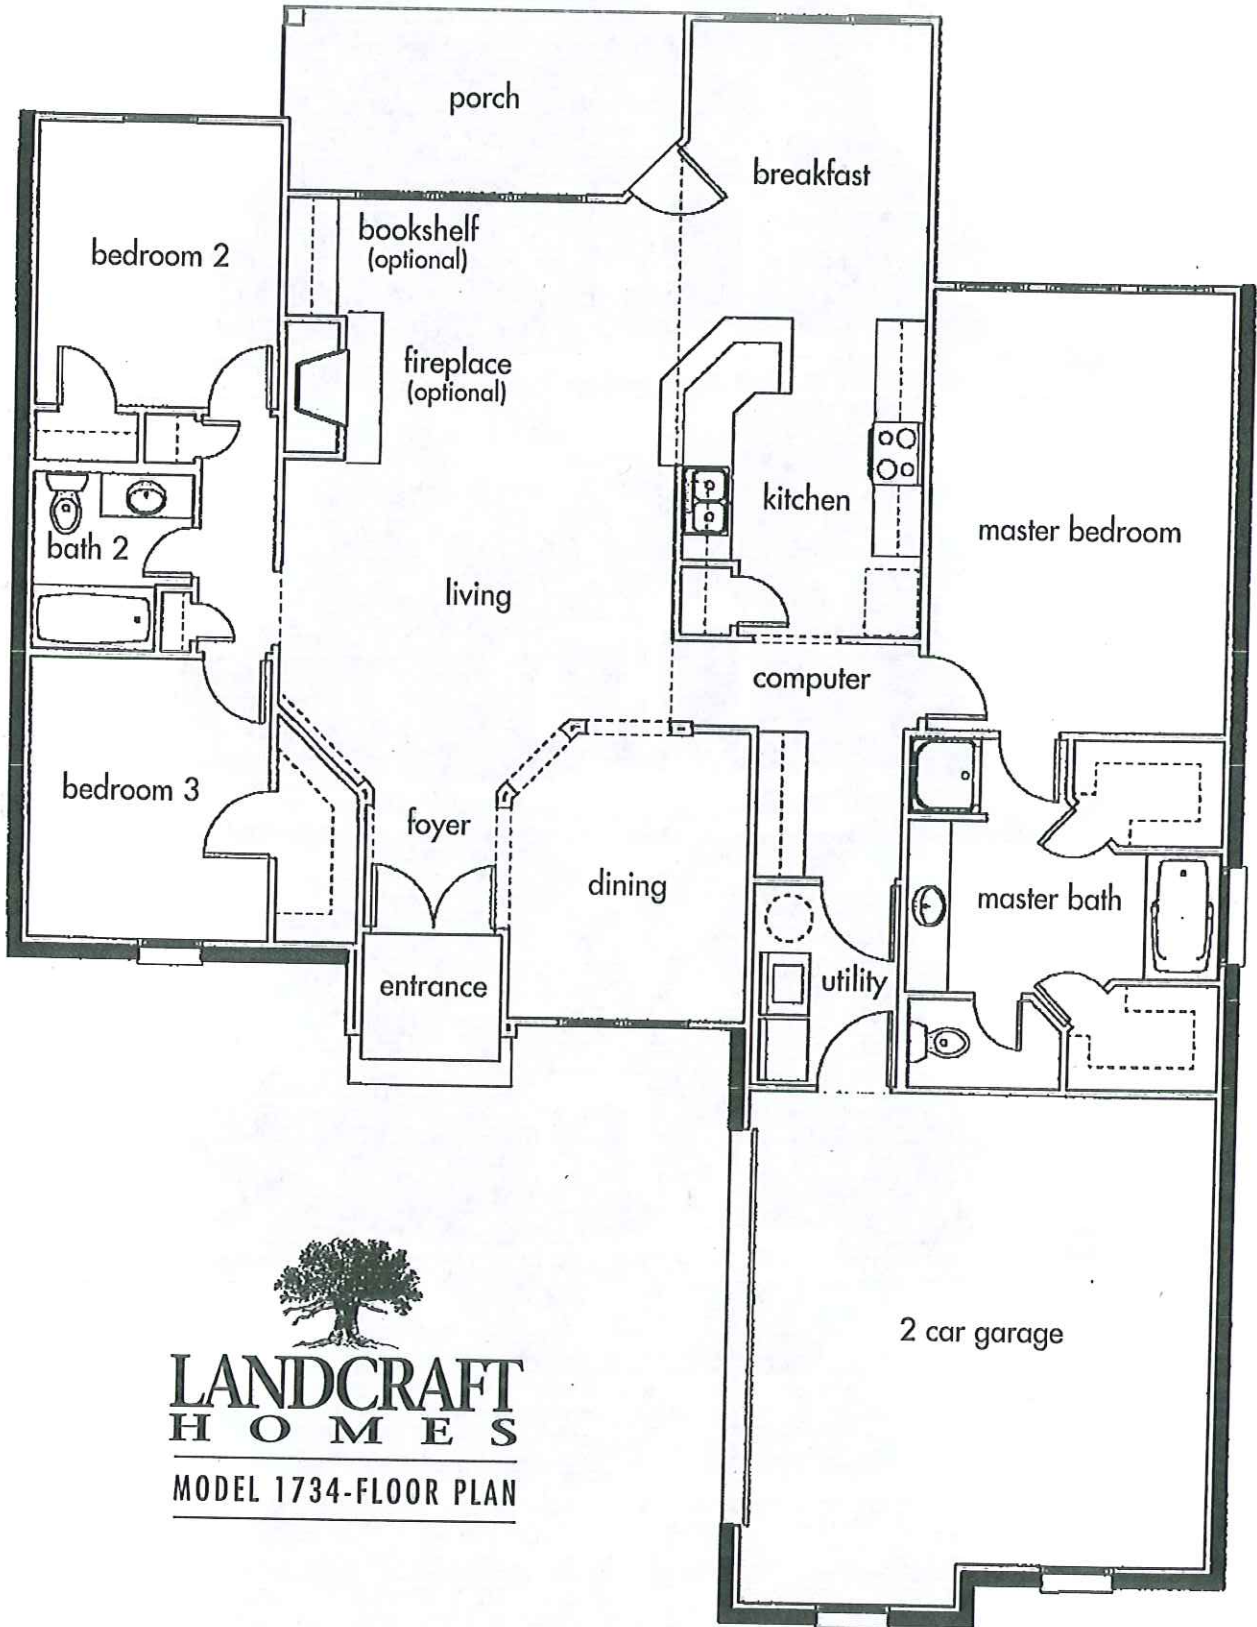 porch
breakfast
bookshelf
(optional)
bedroom 2
fireplace
(optional)
kitchen
master bedroom
bath 2
living
computer
bedroom 3
foyer
dining
master bath
utility
entrance
2 car garage
LANDCRAFT
HOMES
MODEL 1734-FLOOR PLAN